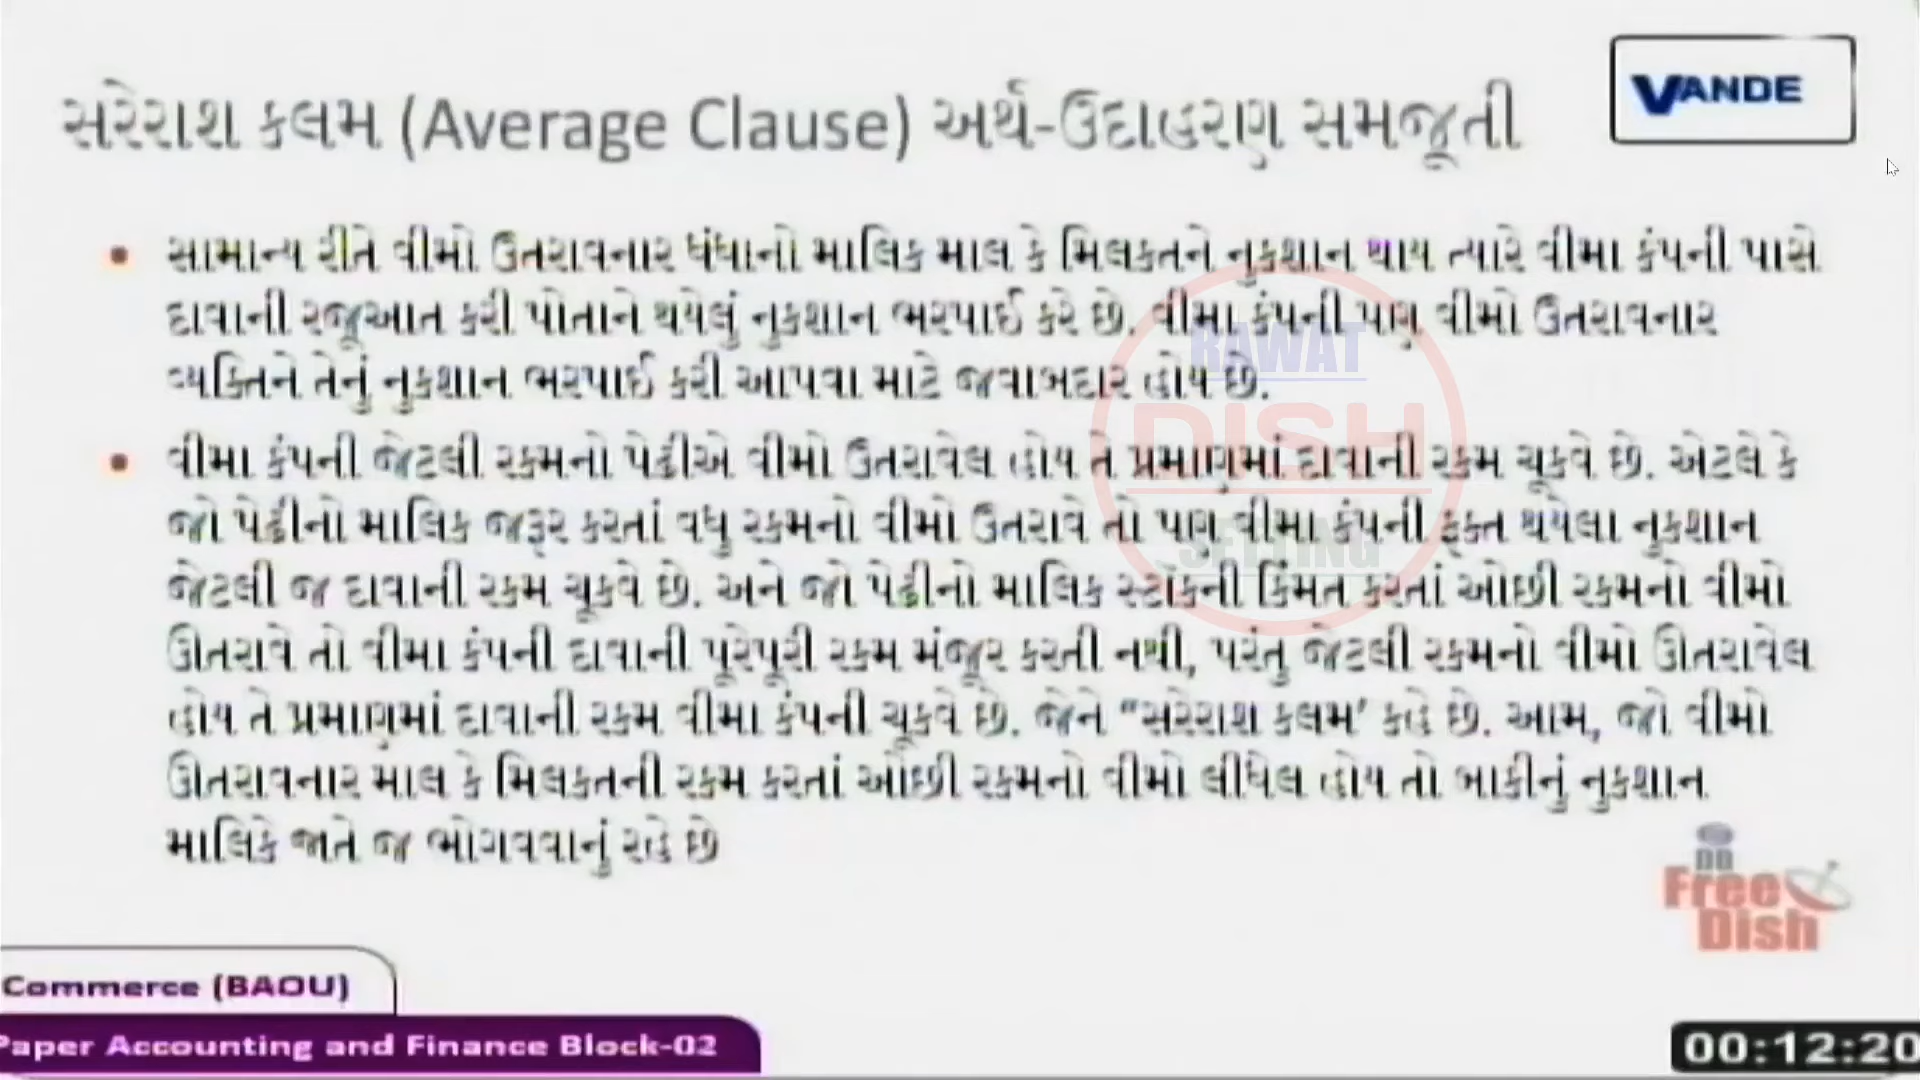 સરેરાશ કલમ (Average Clause) અર્થ-ઉદાહરણ સમજૂતી
VANDE
• સામાન્ય રીતે વીમો ઉતરાવનાર ધંધાનો માલિક માલ કે મિલકતને નુકશાન થાય ત્યારે વીમા કંપની પાસે
દાવાની રજૂઆત કરી પોતાને થયેલું નુકશાન ભરપાઈ કરે છે. વીમા કંપની પણ વીમો ઉતરાવનાર
વ્યક્તિને તેનું નુકશાન ભરપાઈ કરી આપવા માટે જવાબદાર હોય છે.
• વીમા કંપની જેટલી રકમનો પેઢીએ વીમો ઉતરાવેલ હોય તે પ્રમાણમાં દાવાની રકમ ચૂકવે છે. એટલે કે
જો પેઢીનો માલિક જરૂર કરતાં વધુ રકમનો વીમો ઉતરાવે તો પણ વીમા કંપની ફક્ત થયેલા નુકશાન
જેટલી જ દાવાની રકમ ચૂકવે છે. અને જો પેઢીનો માલિક સ્ટોકની કિંમત કરતાં ઓછી રકમનો વીમો
ઊતરાવે તો વીમા કંપની દાવાની પૂરેપૂરી રકમ મંજૂર કરતી નથી, પરંતુ જેટલી રકમનો વીમો ઊતરાવેલ
હોય તે પ્રમાણમાં દાવાની રકમ વીમા કંપની ચૂકવે છે. જેને “સરેરાશ કલમ’ કહે છે. આમ, જો વીમો
ઊતરાવનાર માલ કે મિલકતની રકમ કરતાં ઓછી રકમનો વીમો લીધેલ હોય તો બાકીનું નુકશાન
માલિકે જાતે જ ભોગવવાનું રહે છે
RAWAT
DISH
SETTING
DD
Free
Dish
Commerce (BAOU)
Paper Accounting and Finance Block-02
00:12:20